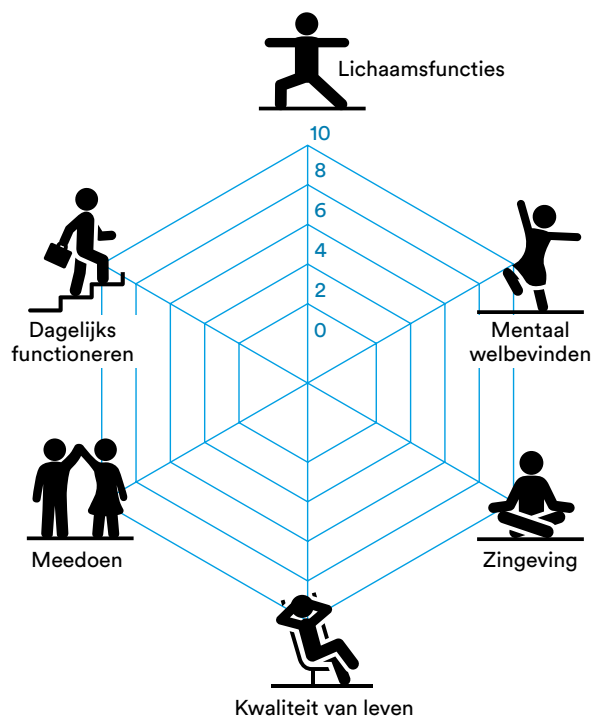 Lichaamsfuncties
10
8
6
4
2
0
Dagelijks
functioneren
Mentaal
welbevinden
Meedoen
Zingeving
Kwaliteit van leven